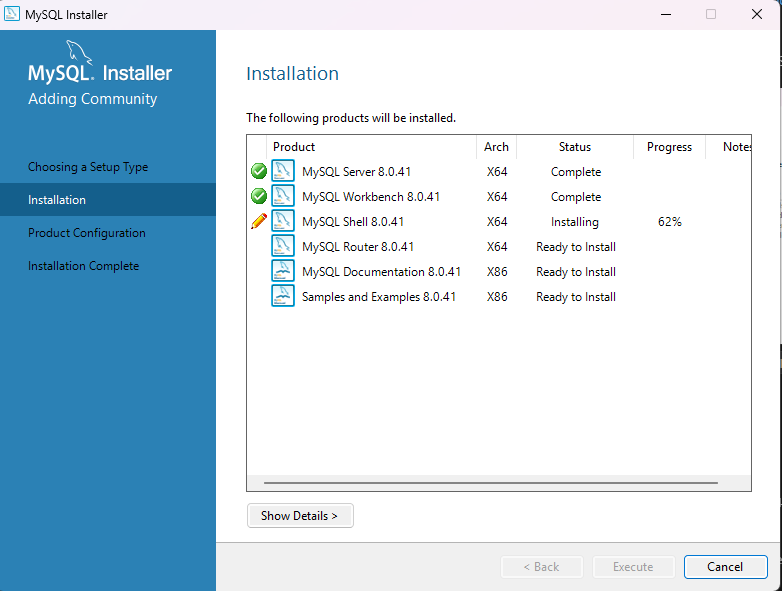 MySQL Installer
MySQL. Installer
Adding Community
Choosing a Setup Type
Installation
Product Configuration
Installation Complete
Installation
The following products will be installed.
Product Arch Status Progress Notes
MySQL Server 8.0.41 X64 Complete
MySQL Workbench 8.0.41 X64 Complete
MySQL Shell 8.0.41 X64 Installing 62%
MySQL Router 8.0.41 X64 Ready to Install
MySQL Documentation 8.0.41 X86 Ready to Install
Samples and Examples 8.0.41 X86 Ready to Install
Show Details >
< Back Execute Cancel